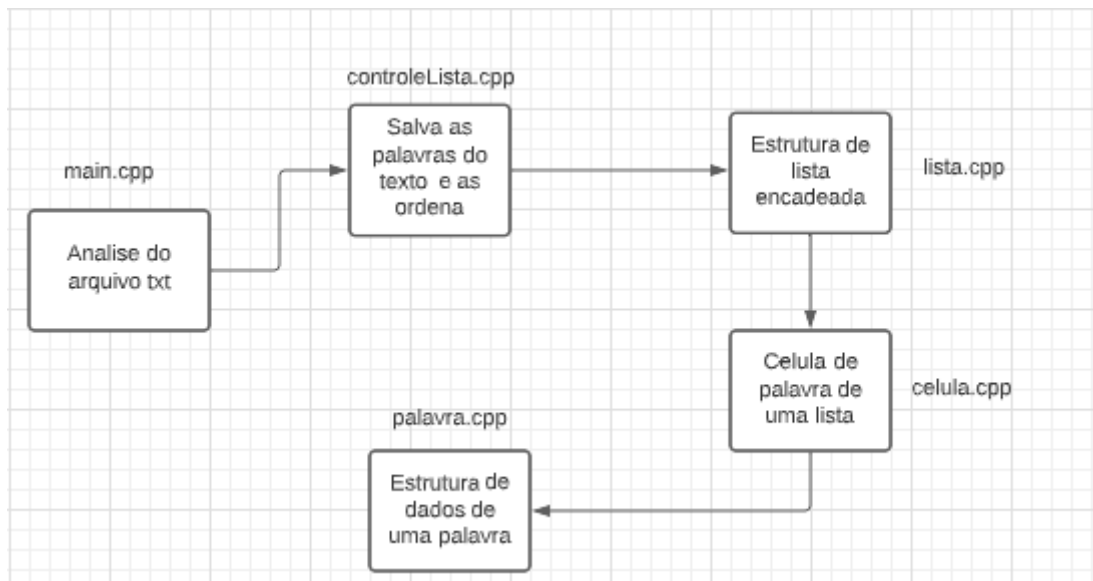 controleLista.cpp
Salva as
palavras do
texto e as
ordena
main.cpp
Analise do
arquivo txt
Estrutura de
lista
encadeada
lista.cpp
Celula de
palavra de
uma lista
celula.cpp
palavra.cpp
Estrutura de
dados de
uma palavra